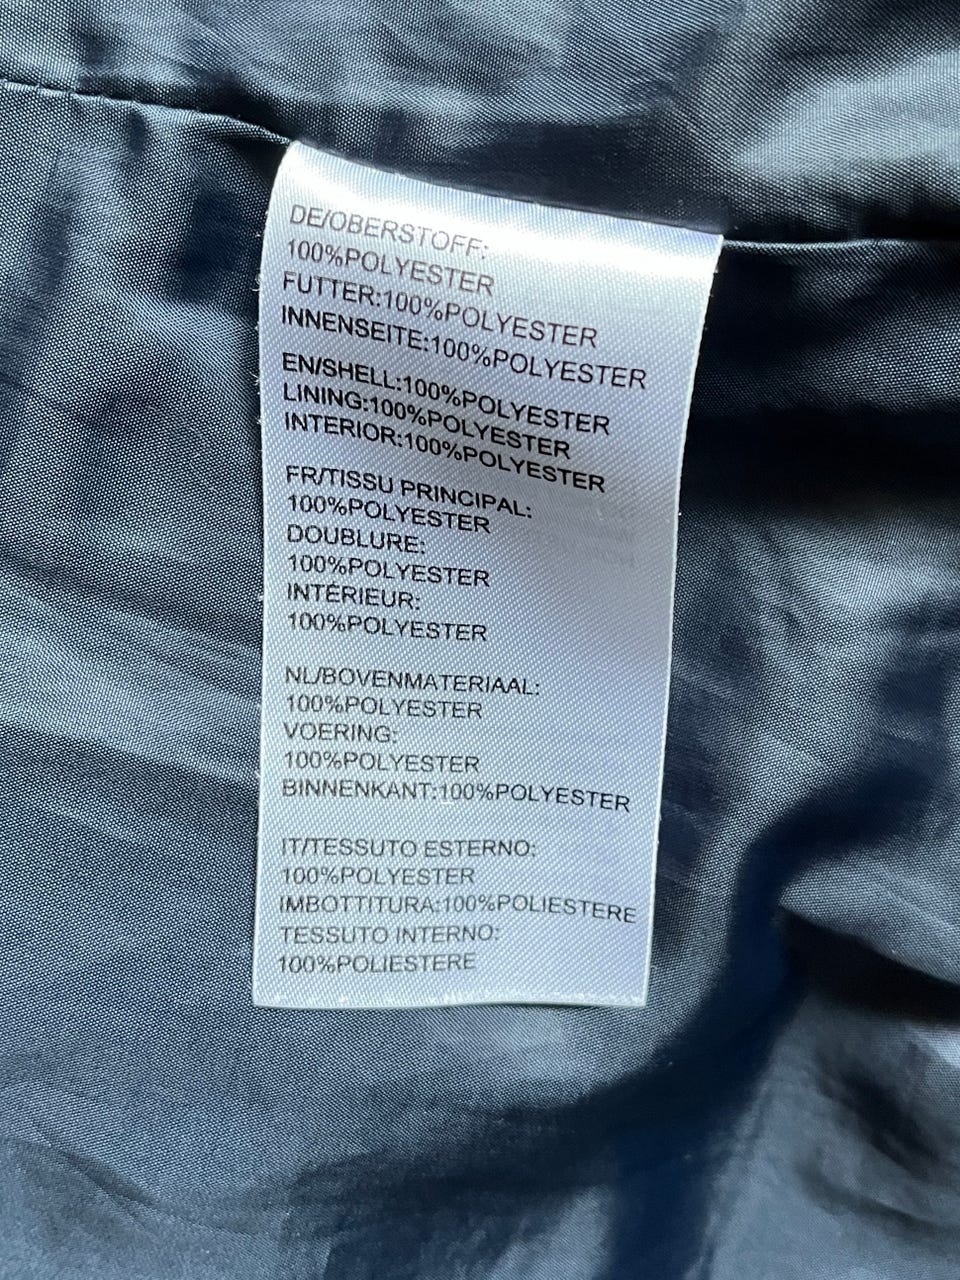 DE/OBERSTOFF:
100%POLYESTER
FUTTER:100%POLYESTER
INNENSEITE:100%POLYESTER
EN/SHELL:100%POLYESTER
LINING:100%POLYESTER
INTERIOR:100%POLYESTER
FR/TISSU PRINCIPAL:
100%POLYESTER
DOUBLURE:
100%POLYESTER
INTÉRIEUR:
100%POLYESTER
NL/BOVENMATERIAAL:
100%POLYESTER
VOERING:
100%POLYESTER
BINNENKANT:100%POLYESTER
IT/TESSUTO ESTERNO:
100%POLYESTER
IMBOTTITURA:100%POLIESTERE
TESSUTO INTERNO:
100%POLIESTERE